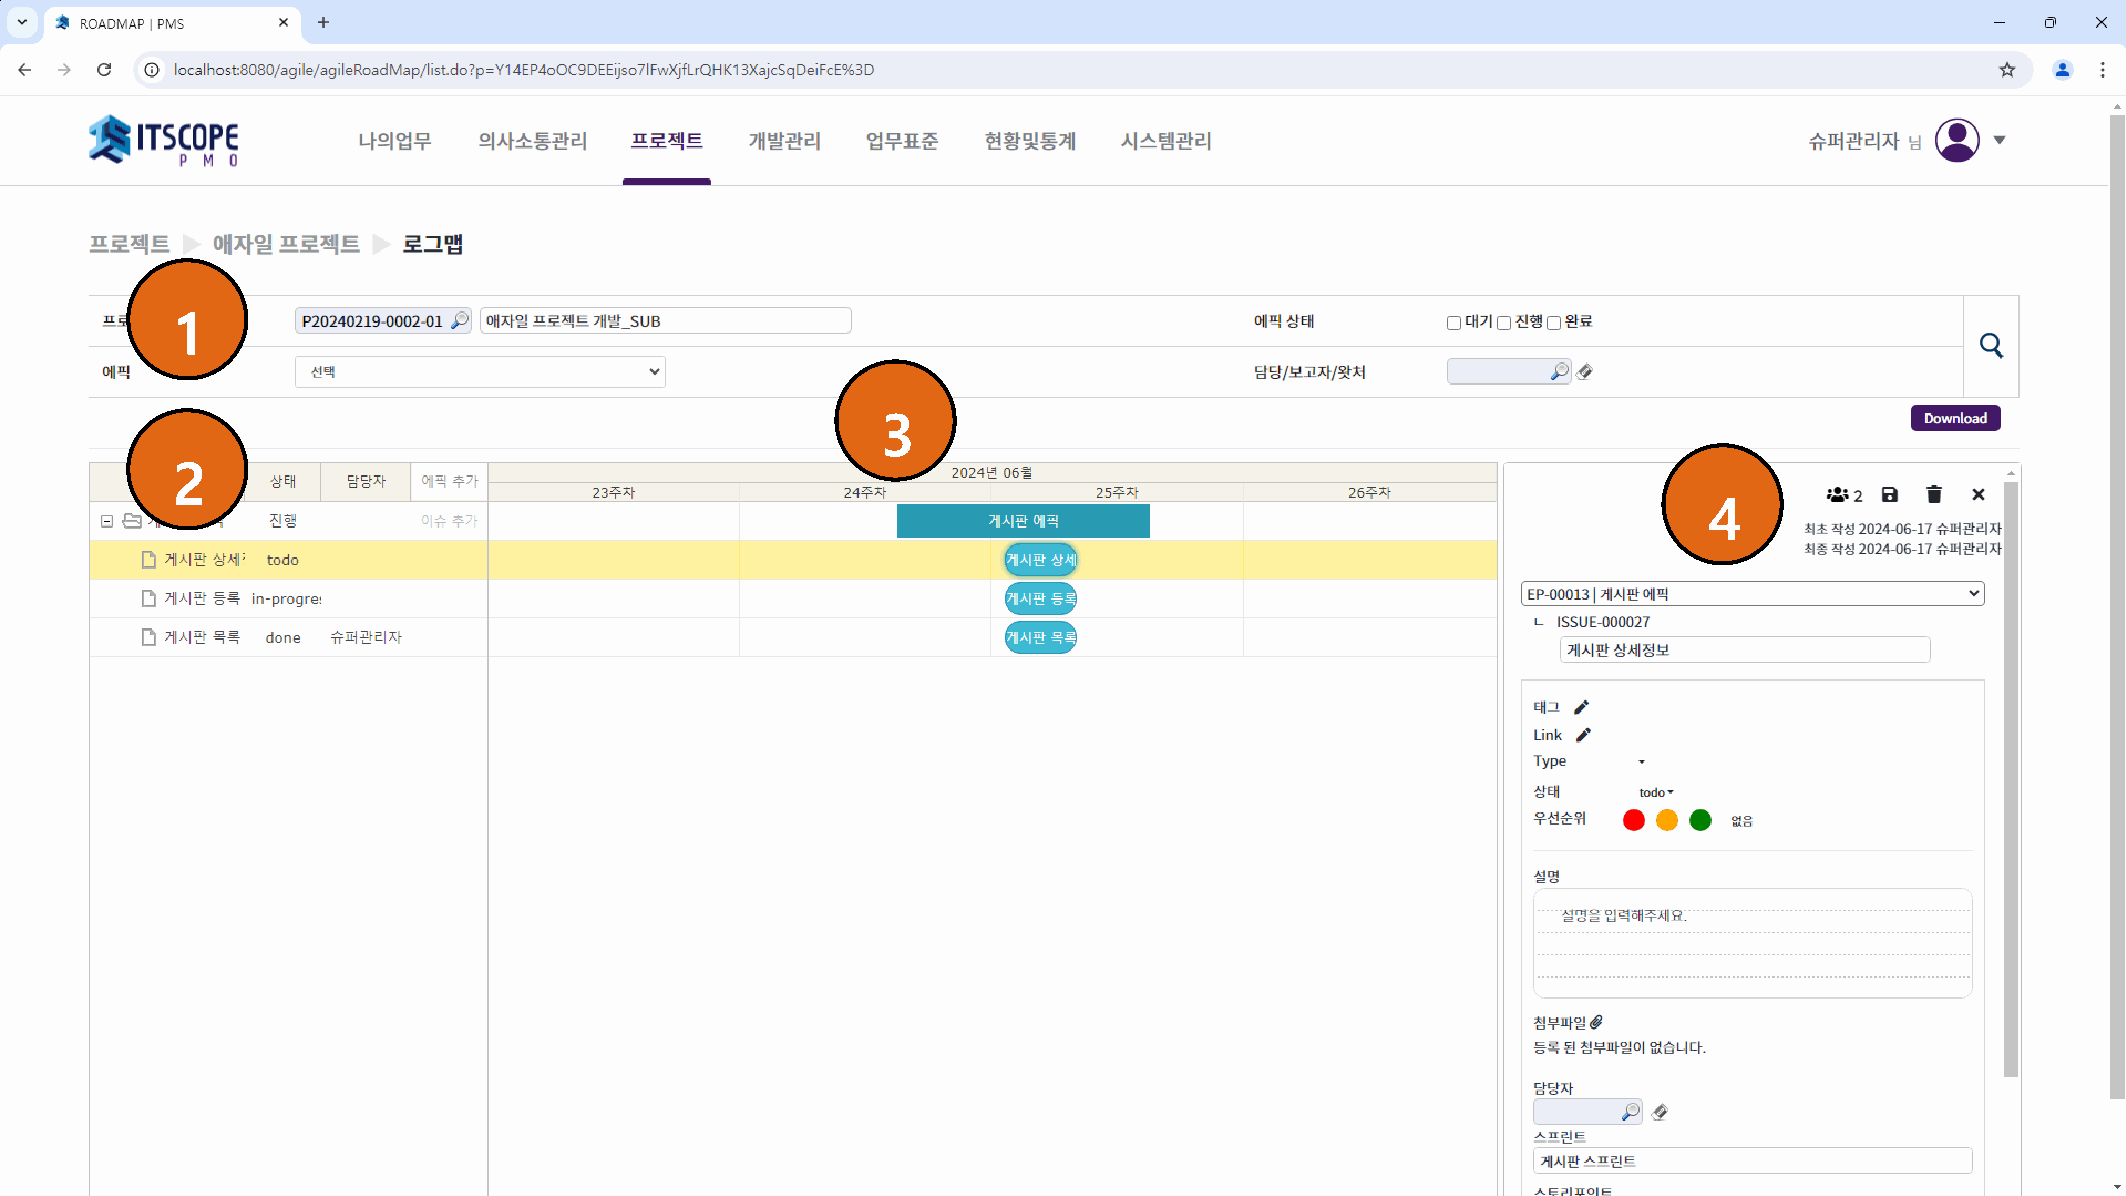 ROADMAP | PMS
localhost:8080/agile/agileRoadMap/list.do?p=Y14EP4oOC9DEEijso7lFwXjfLrQHK13XajcSqDeiFcE%3D
ITSCOPE
PMO
나의업무 의사소통관리 프로젝트 개발관리 업무표준 현황및통계 시스템관리
슈퍼관리자 님
프로젝트 애자일 프로젝트 로그맵
1
P20240219-0002-01 애자일 프로젝트 개발_SUB
에픽 상태 대기 진행 완료
에픽 선택
담당/보고자/왓처
Download
2
3
4
상태 담당자 에픽 추가
2024년 06월
23주차 24주차 25주차 26주차
진행 이슈 추가
게시판 에픽
게시판 상세 todo
게시판 상세
게시판 등록 in-progre
게시판 등록
게시판 목록 done 슈퍼관리자
게시판 목록
2
최초 작성 2024-06-17 슈퍼관리자
최종 작성 2024-06-17 슈퍼관리자
EP-00013 | 게시판 에픽
ㄴ ISSUE-000027
게시판 상세정보
태그
Link
Type
상태 todo
우선순위 없음
설명
설명을 입력해주세요.
첨부파일
등록 된 첨부파일이 없습니다.
담당자
스프린트
게시판 스프린트
스토리포인트